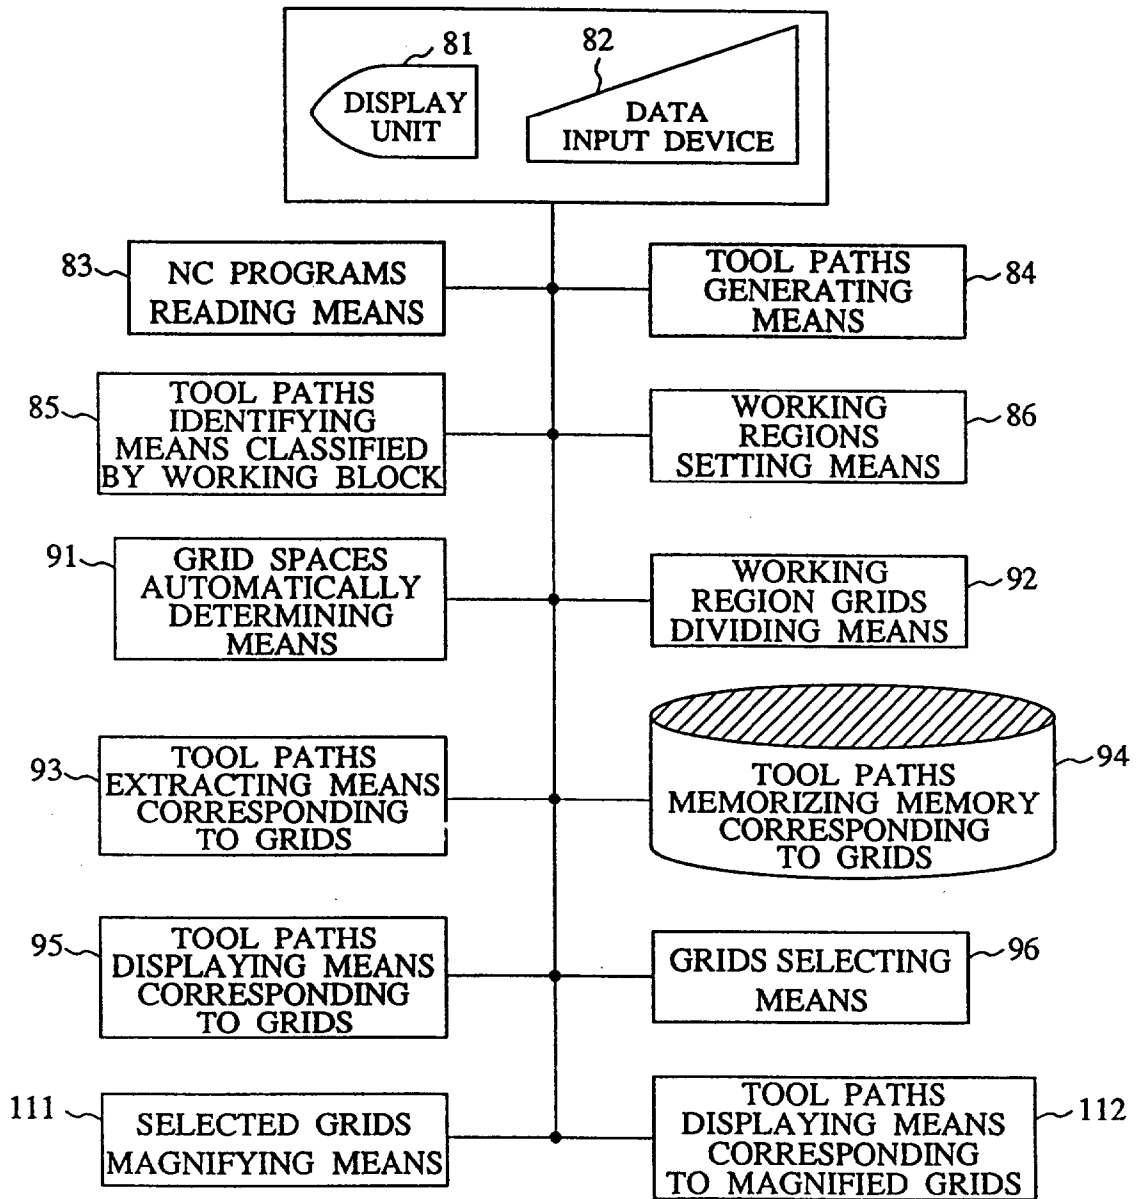 81
DISPLAY
UNIT
82
DATA
INPUT DEVICE
83
NC PROGRAMS
READING MEANS
TOOL PATHS
GENERATING
MEANS
84
85
TOOL PATHS
IDENTIFYING
MEANS CLASSIFIED
BY WORKING BLOCK
WORKING
REGIONS
SETTING MEANS
86
91
GRID SPACES
AUTOMATICALLY
DETERMINING
MEANS
WORKING
REGION GRIDS
DIVIDING MEANS
92
93
TOOL PATHS
EXTRACTING MEANS
CORRESPONDING
TO GRIDS
TOOL PATHS
MEMORIZING MEMORY
CORRESPONDING
TO GRIDS
94
95
TOOL PATHS
DISPLAYING MEANS
CORRESPONDING
TO GRIDS
GRIDS SELECTING
MEANS
96
111
SELECTED GRIDS
MAGNIFYING MEANS
TOOL PATHS
DISPLAYING MEANS
CORRESPONDING
TO MAGNIFIED GRIDS
112